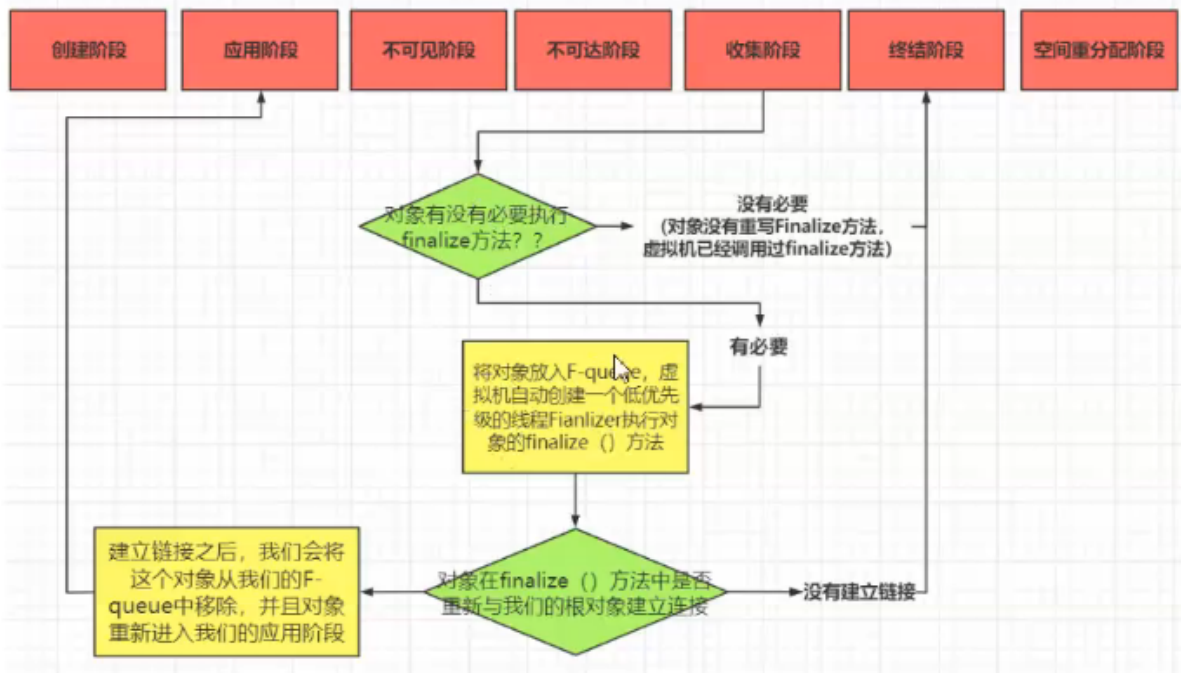 创建阶段
应用阶段
不可见阶段
不可达阶段
收集阶段
终结阶段
空间重分配阶段
对象有没有必要执行
finalize方法？？
没有必要
（对象没有重写Finalize方法，
虚拟机已经调用过finalize方法）
有必要
将对象放入F-queue，虚
拟机自动创建一个低优先
级的线程Fianlizer执行对
象的finalize（）方法
建立链接之后，我们会将
这个对象从我们的F-
queue中移除，并且对象
重新进入我们的应用阶段
对象在finalize（）方法中是否
重新与我们的根对象建立连接
没有建立链接